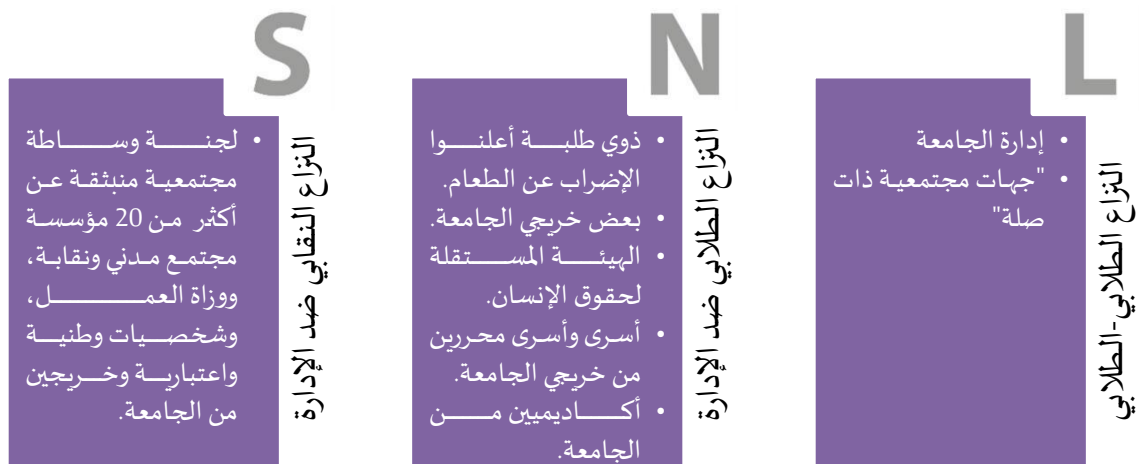 L
النزاع الطلابي-الطلابي
• إدارة الجامعة
• "جهات مجتمعية ذات
صلة"
N
النزاع الطلابي ضد الإدارة
• ذوي طلبة أعلنوا
الإضراب عن الطعام.
• بعض خريجي الجامعة.
• الهيئة المستقلة
لحقوق الإنسان.
• أسرى وأسرى محررين
من خريجي الجامعة.
• أكاديميين من
الجامعة.
S
النزاع النقابي ضد الإدارة
• لجنة وساطة
مجتمعية منبثقة عن
أكثر من 20 مؤسسة
مجتمع مدني ونقابة،
ووزاة العمل،
وشخصيات وطنية
واعتبارية وخريجين
من الجامعة.